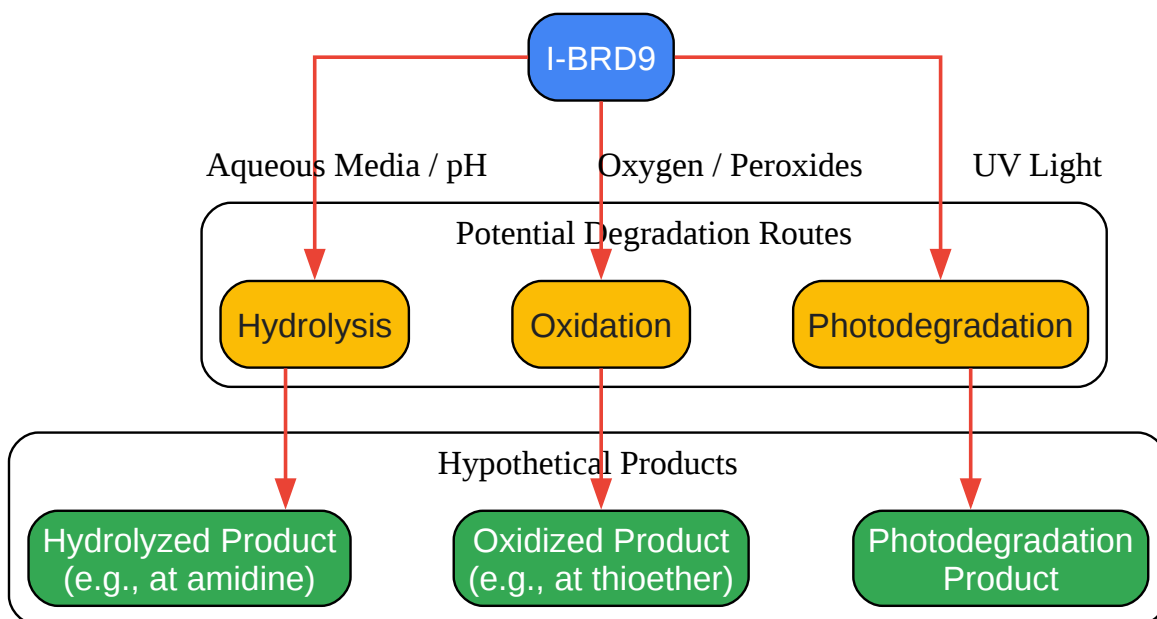 I-BRD9
Aqueous Media / pH
Oxygen / Peroxides
UV Light
Potential Degradation Routes
Hydrolysis
Oxidation
Photodegradation
Hypothetical Products
Hydrolyzed Product
(e.g., at amidine)
Oxidized Product
(e.g., at thioether)
Photodegradation
Product